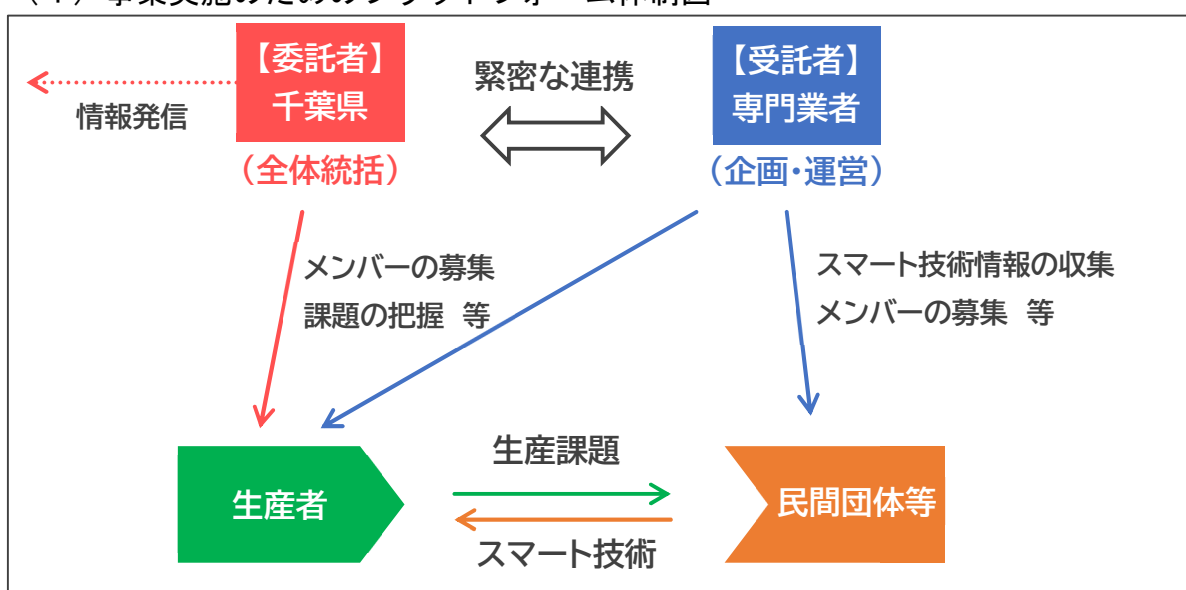 【委託者】
千葉県
(全体統括)
情報発信
緊密な連携
【受託者】
専門業者
(企画・運営)
メンバーの募集
課題の把握 等
スマート技術情報の収集
メンバーの募集 等
生産者
生産課題
スマート技術
民間団体等